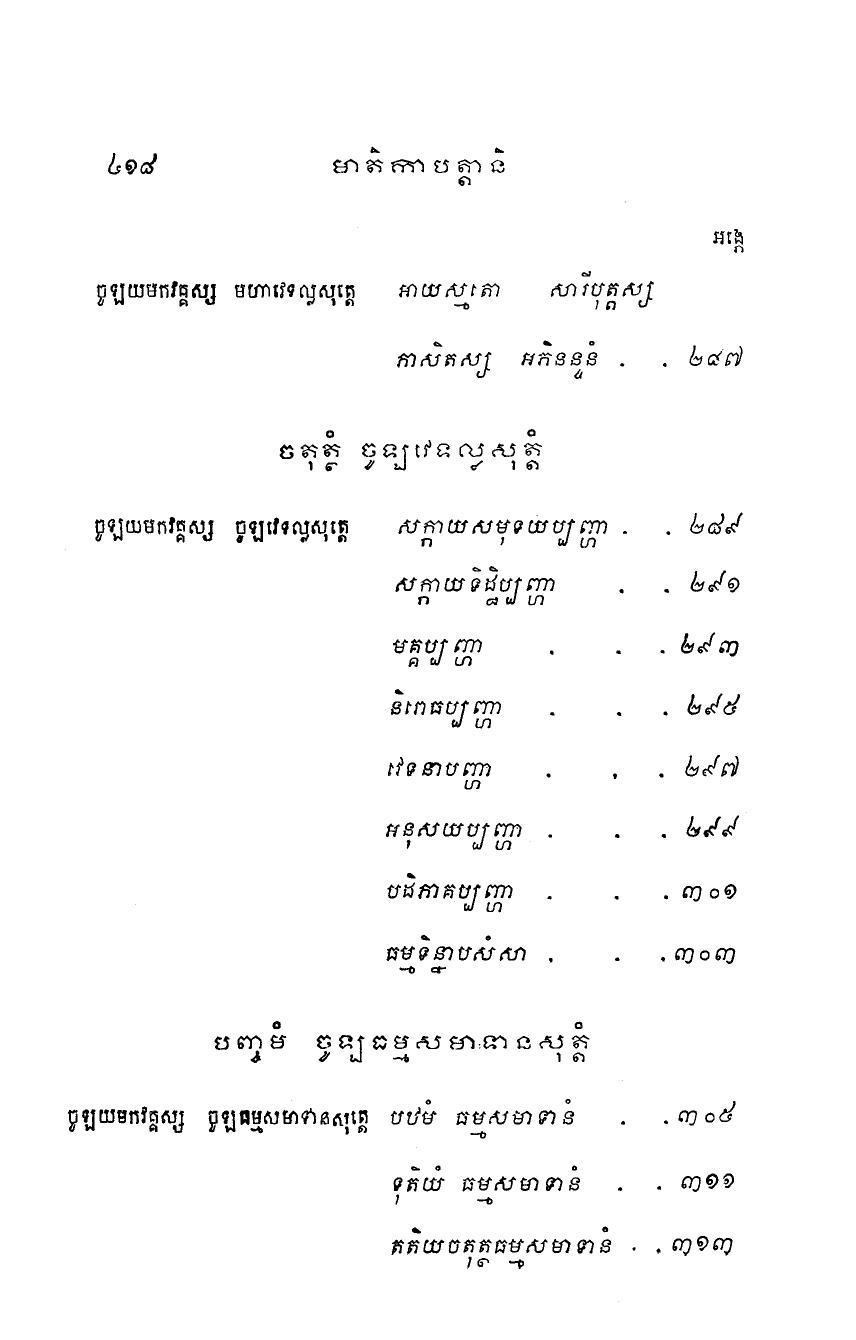 ៤១៨ មាតិកាបត្តានិ
អង្កេ
ចូឡយមកវគ្គស្ស មហាវេទល្លសុត្តេ អាយស្មតោ សារីបុត្តស្ស
ភាសិតស្ស អភិនន្ទនំ . . ២៨៧
ចតុត្ថំ ចូឡវេទល្លសុត្តំ
ចូឡយមកវគ្គស្ស ចូឡវេទល្លសុត្តេ សក្កាយសមុទយប្បញ្ហា . . ២៨៩
សក្កាយទិដ្ឋិប្បញ្ហា . . ២៩១
មគ្គប្បញ្ហា . . . ២៩៣
និរោធប្បញ្ហា . . . ២៩៥
វេទនាបញ្ហា . . . ២៩៧
អនុសយប្បញ្ហា . . . ២៩៩
បដិភាគប្បញ្ហា . . . ៣០១
ធម្មទិន្នាបសំសា . . . ៣០៣
បញ្ចមំ ចូឡធម្មសមាទានសុត្តំ
ចូឡយមកវគ្គស្ស ចូឡធម្មសមាទានសុត្តេ បឋមំ ធម្មសមាទានំ . . ៣០៥
ទុតិយំ ធម្មសមាទានំ . . ៣១១
តតិយចតុត្ថធម្មសមាទានំ . . ៣១៣